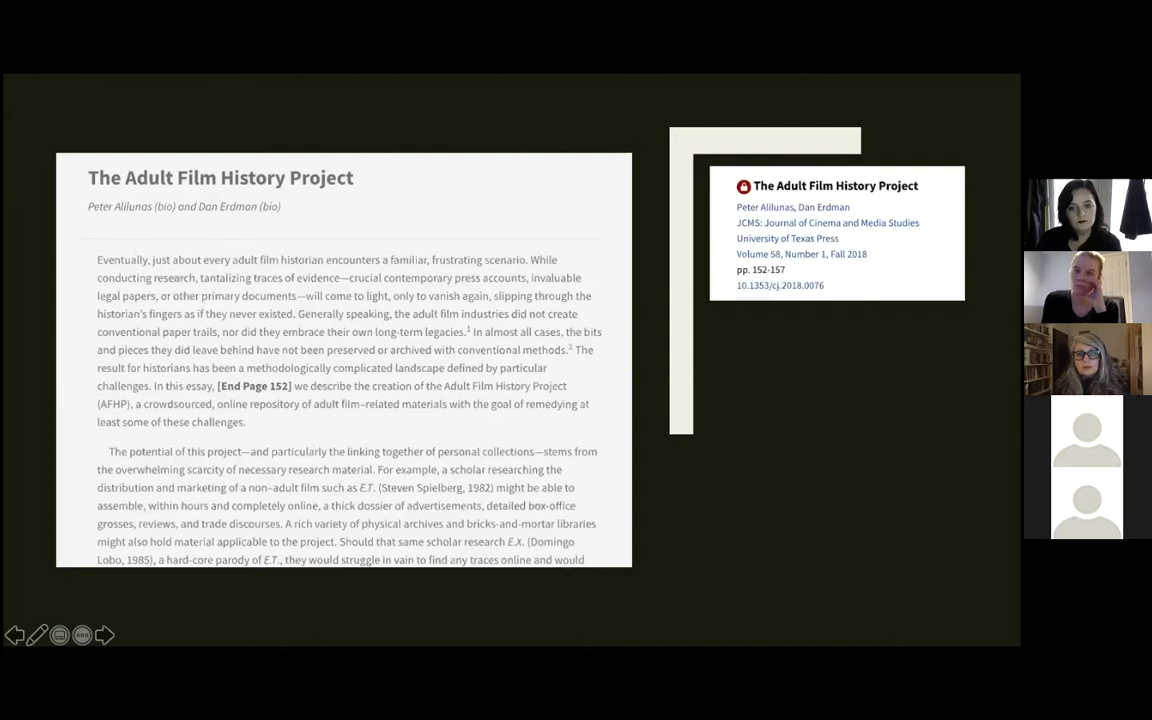 The Adult Film History Project
Peter Alilunas (bio) and Dan Erdman (bio)
Eventually, just about every adult film historian encounters a familiar, frustrating scenario. While
conducting research, tantalizing traces of evidence—crucial contemporary press accounts, invaluable
legal papers, or other primary documents—will come to light, only to vanish again, slipping through the
historian's fingers as if they never existed. Generally speaking, the adult film industries did not create
conventional paper trails, nor did they embrace their own long-term legacies.1 In almost all cases, the bits
and pieces they did leave behind have not been preserved or archived with conventional methods.2 The
result for historians has been a methodologically complicated landscape defined by particular
challenges. In this essay, [End Page 152] we describe the creation of the Adult Film History Project
(AFHP), a crowdsourced, online repository of adult film–related materials with the goal of remedying at
least some of these challenges.
The potential of this project—and particularly the linking together of personal collections—stems from
the overwhelming scarcity of necessary research material. For example, a scholar researching the
distribution and marketing of a non–adult film such as E.T. (Steven Spielberg, 1982) might be able to
assemble, within hours and completely online, a thick dossier of advertisements, detailed box-office
grosses, reviews, and trade discourses. A rich variety of physical archives and bricks-and-mortar libraries
might also hold material applicable to the project. Should that same scholar research E.X. (Domingo
Lobo, 1985), a hard-core parody of E.T., they would struggle in vain to find any traces online and would
The Adult Film History Project
Peter Alilunas, Dan Erdman
JCMS: Journal of Cinema and Media Studies
University of Texas Press
Volume 58, Number 1, Fall 2018
pp. 152-157
10.1353/cj.2018.0076